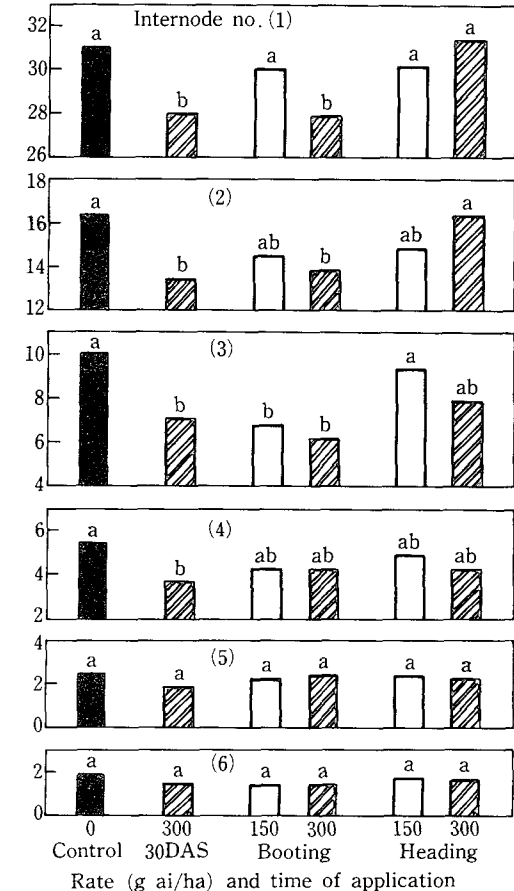 Internode no. (1)
32
30
28
26
a
b
a
b
a
a
(2)
18
16
14
12
a
b
ab
b
ab
a
(3)
10
8
6
4
a
b
b
b
a
ab
(4)
6
4
2
a
b
ab
ab
ab
ab
(5)
4
2
0
a
a
a
a
a
a
(6)
2
0
a
a
a
a
a
a
0 300 150 300 150 300
Control 30DAS Booting Heading
Rate (g ai/ha) and time of application